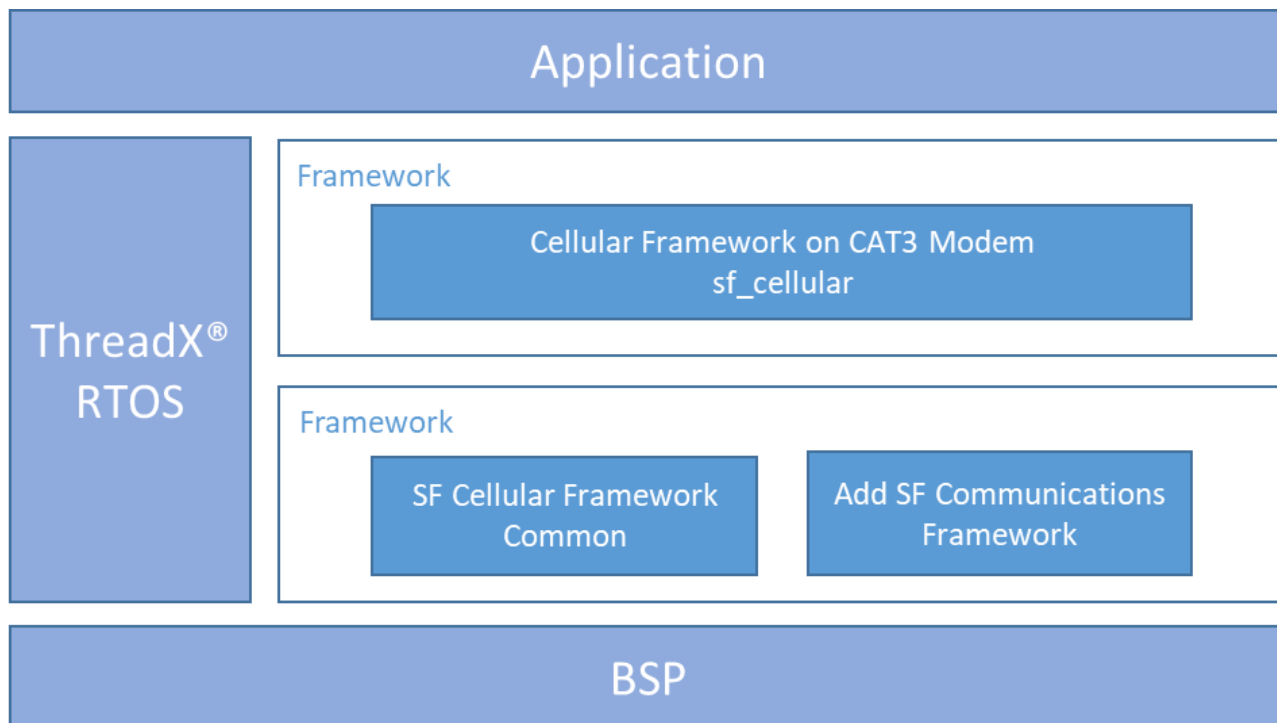 Application
ThreadX®
RTOS
Framework
Cellular Framework on CAT3 Modem
sf_cellular
Framework
SF Cellular Framework
Common
Add SF Communications
Framework
BSP